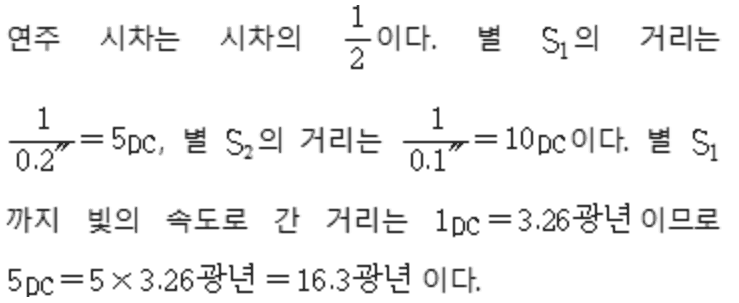 연주 시차는 시차의 1/2이다. 별 S₁의 거리는
1/0.2″=5pc, 별 S₂의 거리는 1/0.1″=10pc이다. 별 S₁
까지 빛의 속도로 간 거리는 1pc=3.26광년 이므로
5pc=5×3.26광년 =16.3광년 이다.